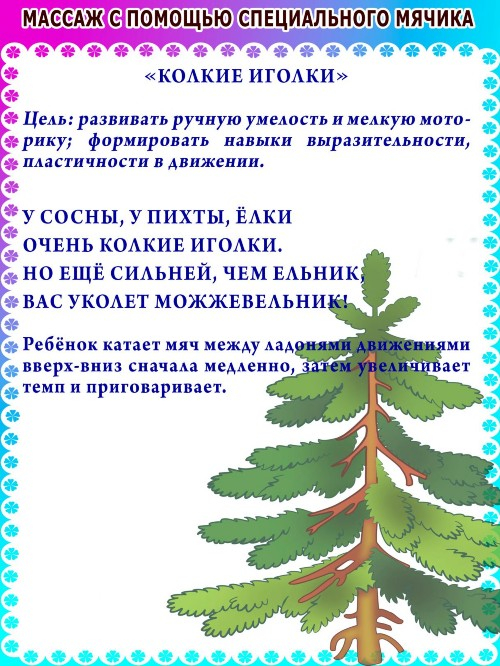 МАССАЖ С ПОМОЩЬЮ СПЕЦИАЛЬНОГО МЯЧИКА
«КОЛКИЕ ИГОЛКИ»
Цель: развивать ручную умелость и мелкую мото-
рику; формировать навыки выразительности,
пластичности в движении.
У СОСНЫ, У ПИХТЫ, ЁЛКИ
ОЧЕНЬ КОЛКИЕ ИГОЛКИ.
НО ЕЩЁ СИЛЬНЕЙ, ЧЕМ ЕЛЬНИК,
ВАС УКОЛЕТ МОЖЖЕВЕЛЬНИК!
Ребёнок катает мяч между ладонями движениями
вверх-вниз сначала медленно, затем увеличивает
темп и приговаривает.